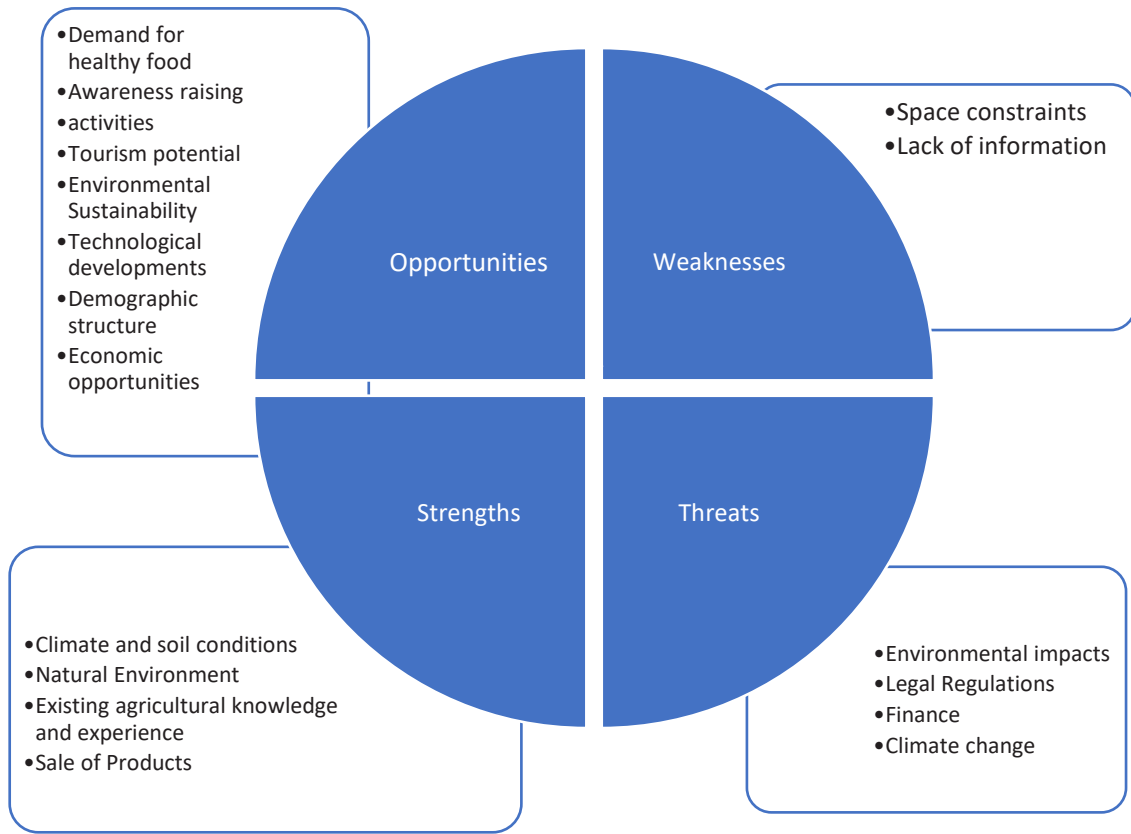 •Demand for
healthy food
•Awareness raising
•activities
•Tourism potential
•Environmental
Sustainability
•Technological
developments
•Demographic
structure
•Economic
opportunities
•Space constraints
•Lack of information
Opportunities
Weaknesses
Strengths
Threats
•Climate and soil conditions
•Natural Environment
•Existing agricultural knowledge
and experience
•Sale of Products
•Environmental impacts
•Legal Regulations
•Finance
•Climate change